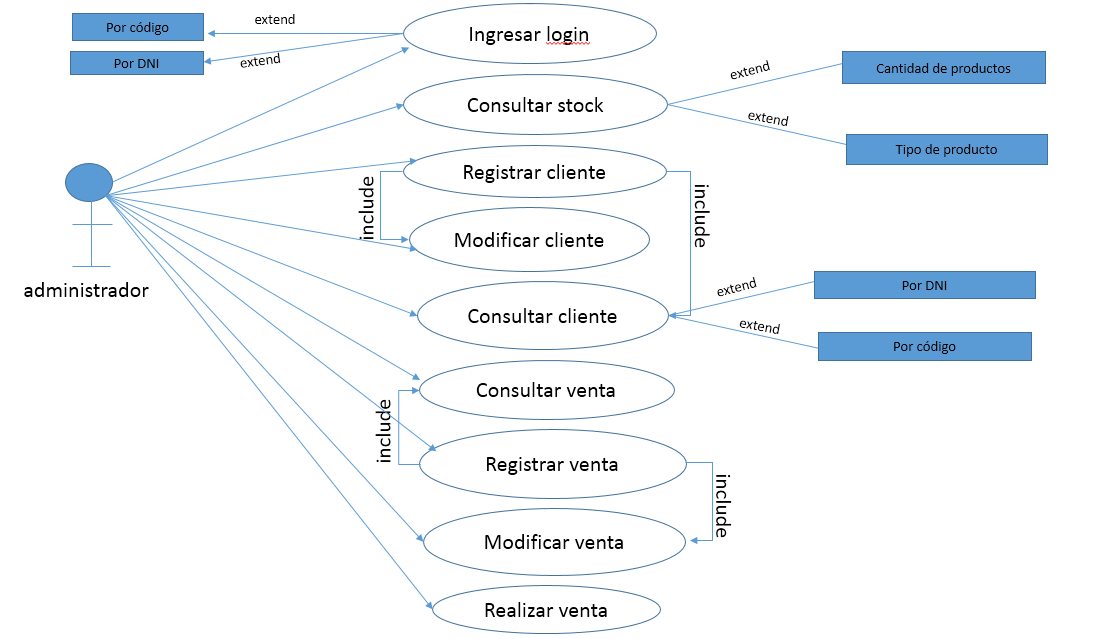 Por código
extend
Ingresar login
Por DNI
extend
Consultar stock
extend
Cantidad de productos
extend
Tipo de producto
Registrar cliente
include
include
Modificar cliente
administrador
Consultar cliente
extend
Por DNI
extend
Por código
Consultar venta
include
Registrar venta
include
Modificar venta
Realizar venta